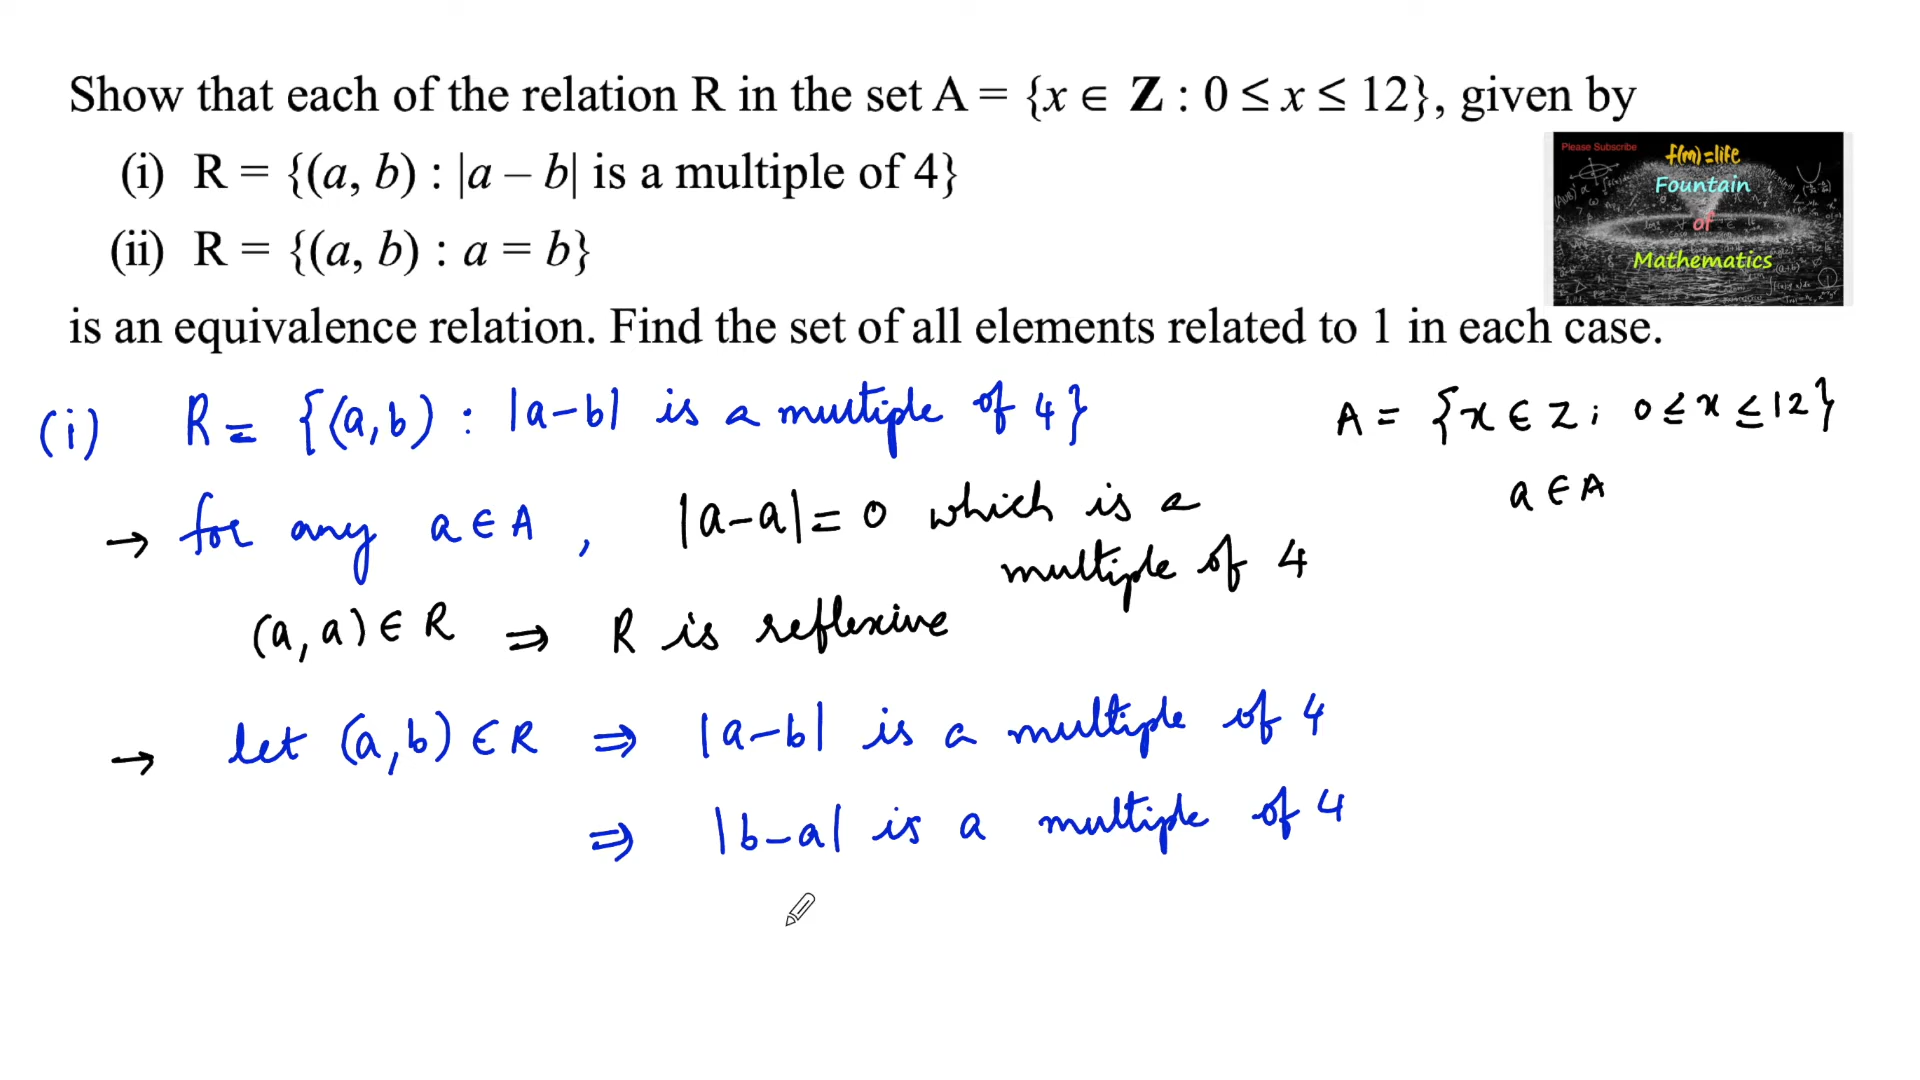 Show that each of the relation R in the set A = {x ∈ Z : 0 ≤ x ≤ 12}, given by
(i) R = {(a, b) : |a – b| is a multiple of 4}
(ii) R = {(a, b) : a = b}
is an equivalence relation. Find the set of all elements related to 1 in each case.
Please Subscribe
f(m)=life
Fountain
of
Mathematics
(i) R = {(a,b) : |a-b| is a multiple of 4}
A = {x ∈ Z ; 0 ≤ x ≤ 12}
a ∈ A
→ for any a ∈ A , |a-a| = 0 which is a
multiple of 4
(a, a) ∈ R ⇒ R is reflexive
→ let (a,b) ∈ R ⇒ |a-b| is a multiple of 4
⇒ |b-a| is a multiple of 4